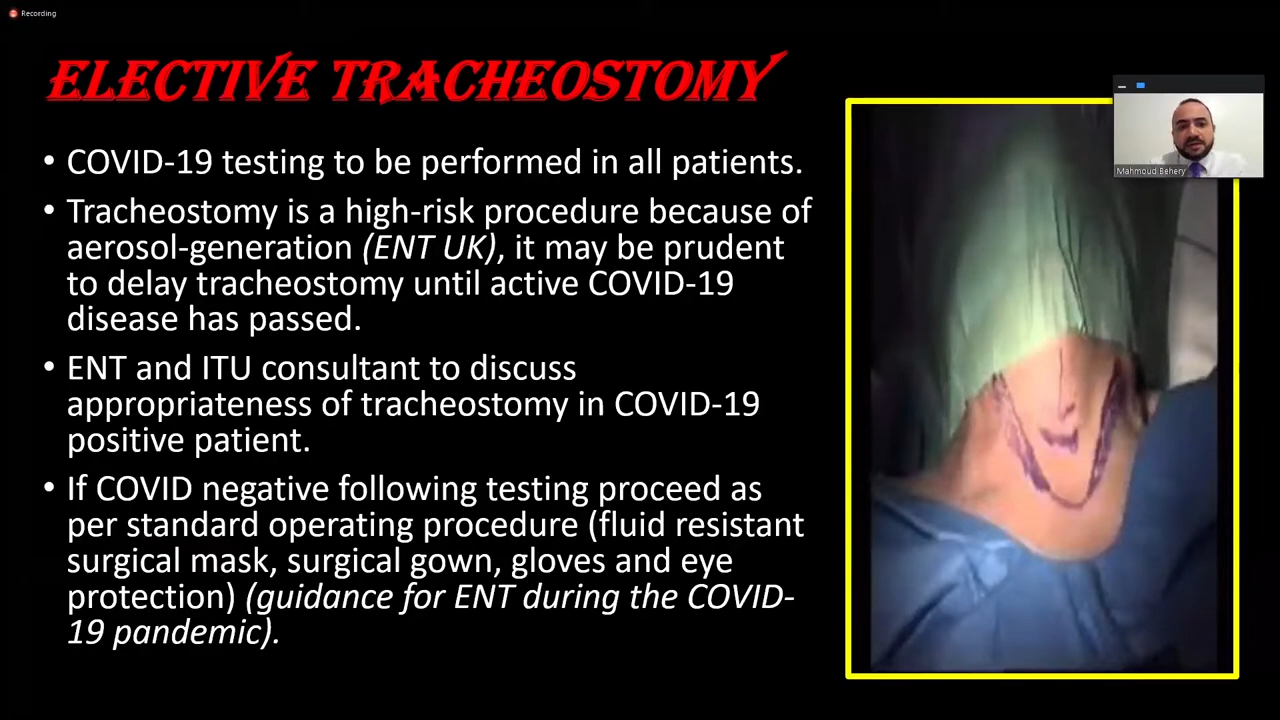 Recording
ELECTIVE TRACHEOSTOMY
• COVID-19 testing to be performed in all patients.
• Tracheostomy is a high-risk procedure because of
aerosol-generation (ENT UK), it may be prudent
to delay tracheostomy until active COVID-19
disease has passed.
• ENT and ITU consultant to discuss
appropriateness of tracheostomy in COVID-19
positive patient.
• If COVID negative following testing proceed as
per standard operating procedure (fluid resistant
surgical mask, surgical gown, gloves and eye
protection) (guidance for ENT during the COVID-
19 pandemic).
Mahmoud Behery